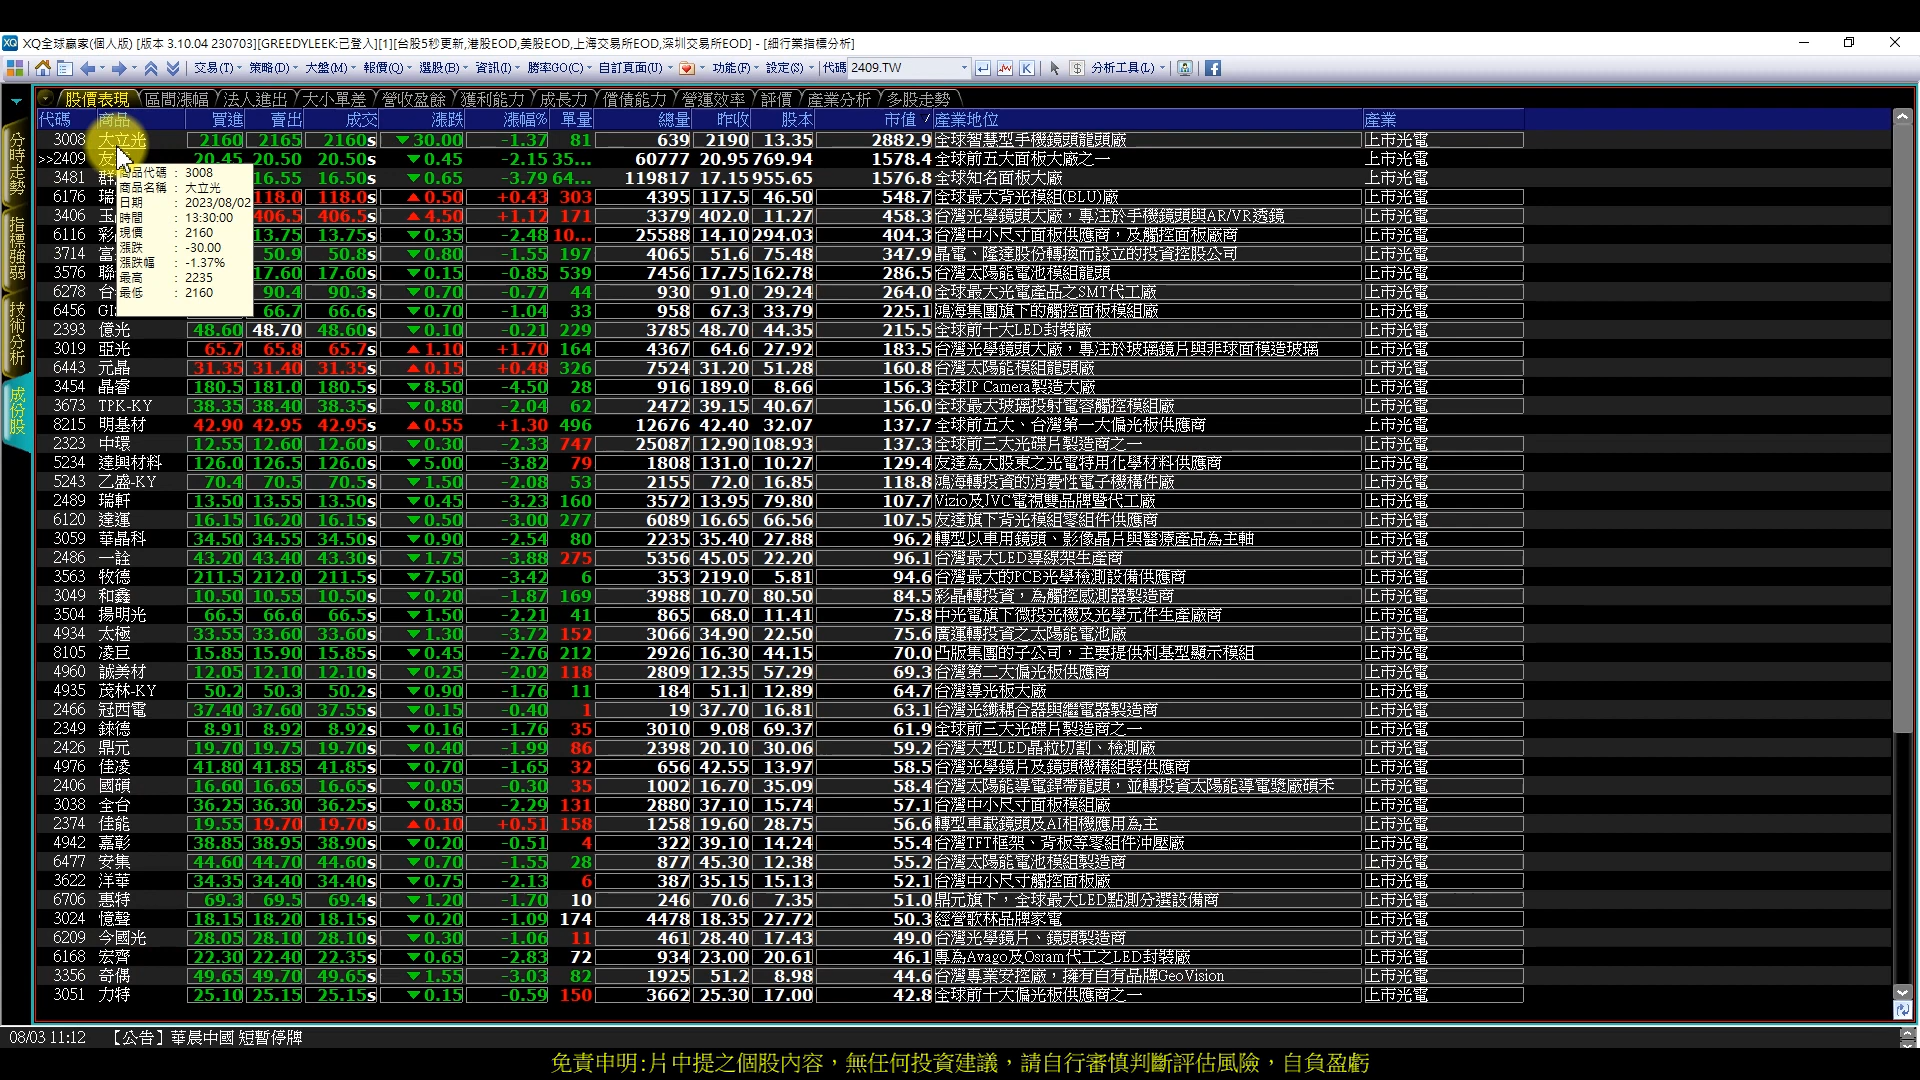 XQ全球贏家(個人版) [版本 3.10.04 230703][GREEDYLEEK:已登入][1][台股5秒更新,港股EOD,美股EOD,上海交易所EOD,深圳交易所EOD] - [細行業指標分析]
交易(T) 策略(D) 大盤(M) 報價(Q) 選股(B) 資訊(I) 勝率GO(C) 自訂頁面(U) 功能(F) 設定(S) 代碼 2409.TW 分析工具(L)
股價表現 區間漲幅 法人進出 大小單差 營收盈餘 獲利能力 成長力 償債能力 營運效率 評價 產業分析 多股走勢
分時走勢
指標強弱
技術分析
成份股
代碼 商品 買進 賣出 成交 漲跌 漲幅% 單量 總量 昨收 股本 市值 產業地位 產業
3008 大立光 2160 2165 2160s ▼30.00 -1.37 81 639 2190 13.35 2882.9 全球智慧型手機鏡頭龍頭廠 上市光電
>>2409 友 20.45 20.50 20.50s ▼0.45 -2.15 35... 60777 20.95 769.94 1578.4 全球前五大面板大廠之一 上市光電
3481 群 16.55 16.50s ▼0.65 -3.79 64... 119817 17.15 955.65 1576.8 全球知名面板大廠 上市光電
6176 瑞 118.0 118.0s ▲0.50 +0.43 303 4395 117.5 46.50 548.7 全球最大背光模組(BLU)廠 上市光電
3406 玉 406.5 406.5s ▲4.50 +1.12 171 3379 402.0 11.27 458.3 台灣光學鏡頭大廠，專注於手機鏡頭與AR/VR透鏡 上市光電
6116 彩 13.75 13.75s ▼0.35 -2.48 10... 25588 14.10 294.03 404.3 台灣中小尺寸面板供應商，及觸控面板廠商 上市光電
3714 富 50.9 50.8s ▼0.80 -1.55 197 4065 51.6 75.48 347.9 晶電、隆達股份轉換而設立的投資控股公司 上市光電
3576 聯 17.60 17.60s ▼0.15 -0.85 539 7456 17.75 162.78 286.5 台灣太陽能電池模組龍頭 上市光電
6278 台 90.4 90.3s ▼0.70 -0.77 44 930 91.0 29.24 264.0 全球最大光電產品之SMT代工廠 上市光電
6456 GI 66.7 66.6s ▼0.70 -1.04 33 958 67.3 33.79 225.1 鴻海集團旗下的觸控面板模組廠 上市光電
商品代碼 : 3008
商品名稱 : 大立光
日期 : 2023/08/02
時間 : 13:30:00
現價 : 2160
漲跌 : -30.00
漲跌幅 : -1.37%
最高 : 2235
最低 : 2160
2393 億光 48.60 48.70 48.60s ▼0.10 -0.21 229 3785 48.70 44.35 215.5 全球前十大LED封裝廠 上市光電
3019 亞光 65.7 65.8 65.7s ▲1.10 +1.70 164 4367 64.6 27.92 183.5 台灣光學鏡頭大廠，專注於玻璃鏡片與非球面模造玻璃 上市光電
6443 元晶 31.35 31.40 31.35s ▲0.15 +0.48 326 7524 31.20 51.28 160.8 台灣太陽能模組龍頭廠 上市光電
3454 晶睿 180.5 181.0 180.5s ▼8.50 -4.50 28 916 189.0 8.66 156.3 全球IP Camera製造大廠 上市光電
3673 TPK-KY 38.35 38.40 38.35s ▼0.80 -2.04 62 2472 39.15 40.67 156.0 全球最大玻璃投射電容觸控模組廠 上市光電
8215 明基材 42.90 42.95 42.95s ▲0.55 +1.30 496 12676 42.40 32.07 137.7 全球前五大、台灣第一大偏光板供應商 上市光電
2323 中環 12.55 12.60 12.60s ▼0.30 -2.33 747 25087 12.90 108.93 137.3 全球前三大光碟片製造商之一 上市光電
5234 達興材料 126.0 126.5 126.0s ▼5.00 -3.82 79 1808 131.0 10.27 129.4 友達為大股東之光電特用化學材料供應商 上市光電
5243 乙盛-KY 70.4 70.5 70.5s ▼1.50 -2.08 53 2155 72.0 16.85 118.8 鴻海轉投資的消費性電子機構件廠 上市光電
2489 瑞軒 13.50 13.55 13.50s ▼0.45 -3.23 160 3572 13.95 79.80 107.7 Vizio及JVC電視雙品牌暨代工廠 上市光電
6120 達運 16.15 16.20 16.15s ▼0.50 -3.00 277 6089 16.65 66.56 107.5 友達旗下背光模組零組件供應商 上市光電
3059 華晶科 34.50 34.55 34.50s ▼0.90 -2.54 80 2235 35.40 27.88 96.2 轉型以車用鏡頭、影像晶片與醫療產品為主軸 上市光電
2486 一詮 43.20 43.40 43.30s ▼1.75 -3.88 275 5356 45.05 22.20 96.1 台灣最大LED導線架生產商 上市光電
3563 牧德 211.5 212.0 211.5s ▼7.50 -3.42 6 353 219.0 5.81 94.6 台灣最大的PCB光學檢測設備供應商 上市光電
3049 和鑫 10.50 10.55 10.50s ▼0.20 -1.87 169 3988 10.70 80.50 84.5 彩晶轉投資，為觸控感測器製造商 上市光電
3504 揚明光 66.5 66.6 66.5s ▼1.50 -2.21 41 865 68.0 11.41 75.8 中光電旗下微投光機及光學元件生產廠商 上市光電
4934 太極 33.55 33.60 33.60s ▼1.30 -3.72 152 3066 34.90 22.50 75.6 廣運轉投資之太陽能電池廠 上市光電
8105 凌巨 15.85 15.90 15.85s ▼0.45 -2.76 212 2926 16.30 44.15 70.0 凸版集團的子公司，主要提供利基型顯示模組 上市光電
4960 誠美材 12.05 12.10 12.10s ▼0.25 -2.02 118 2809 12.35 57.29 69.3 台灣第二大偏光板供應商 上市光電
4935 茂林-KY 50.2 50.3 50.2s ▼0.90 -1.76 11 184 51.1 12.89 64.7 台灣導光板大廠 上市光電
2466 冠西電 37.40 37.60 37.55s ▼0.15 -0.40 1 19 37.70 16.81 63.1 台灣光纖耦合器與繼電器製造商 上市光電
2349 錸德 8.91 8.92 8.92s ▼0.16 -1.76 35 3010 9.08 69.37 61.9 全球前三大光碟片製造商之一 上市光電
2426 鼎元 19.70 19.75 19.70s ▼0.40 -1.99 86 2398 20.10 30.06 59.2 台灣大型LED晶粒切割、檢測廠 上市光電
4976 佳凌 41.80 41.85 41.85s ▼0.70 -1.65 32 656 42.55 13.97 58.5 台灣光學鏡片及鏡頭機構組裝供應商 上市光電
2406 國碩 16.60 16.65 16.65s ▼0.05 -0.30 35 1002 16.70 35.09 58.4 台灣太陽能導電銲帶龍頭，並轉投資太陽能導電漿廠碩禾 上市光電
3038 全台 36.25 36.30 36.25s ▼0.85 -2.29 131 2880 37.10 15.74 57.1 台灣中小尺寸面板模組廠 上市光電
2374 佳能 19.55 19.70 19.70s ▲0.10 +0.51 158 1258 19.60 28.75 56.6 轉型車載鏡頭及AI相機應用為主 上市光電
4942 嘉彰 38.85 38.95 38.90s ▼0.20 -0.51 4 322 39.10 14.24 55.4 台灣TFT框架、背板等零組件沖壓廠 上市光電
6477 安集 44.60 44.70 44.60s ▼0.70 -1.55 28 877 45.30 12.38 55.2 台灣太陽能電池模組製造商 上市光電
3622 洋華 34.35 34.40 34.40s ▼0.75 -2.13 6 387 35.15 15.13 52.1 台灣中小尺寸觸控面板廠 上市光電
6706 惠特 69.3 69.5 69.4s ▼1.20 -1.70 10 246 70.6 7.35 51.0 鼎元旗下，全球最大LED點測分選設備商 上市光電
3024 憶聲 18.15 18.20 18.15s ▼0.20 -1.09 174 4478 18.35 27.72 50.3 經營歌林品牌家電 上市光電
6209 今國光 28.05 28.10 28.10s ▼0.30 -1.06 11 461 28.40 17.43 49.0 台灣光學鏡片、鏡頭製造商 上市光電
6168 宏齊 22.30 22.40 22.35s ▼0.65 -2.83 72 934 23.00 20.61 46.1 專為Avago及Osram代工之LED封裝廠 上市光電
3356 奇偶 49.65 49.70 49.65s ▼1.55 -3.03 82 1925 51.2 8.98 44.6 台灣專業安控廠，擁有自有品牌GeoVision 上市光電
3051 力特 25.10 25.15 25.15s ▼0.15 -0.59 150 3662 25.30 17.00 42.8 全球前十大偏光板供應商之一 上市光電
08/03 11:12 【公告】華晨中國 短暫停牌
免責申明:片中提之個股內容，無任何投資建議，請自行審慎判斷評估風險，自負盈虧